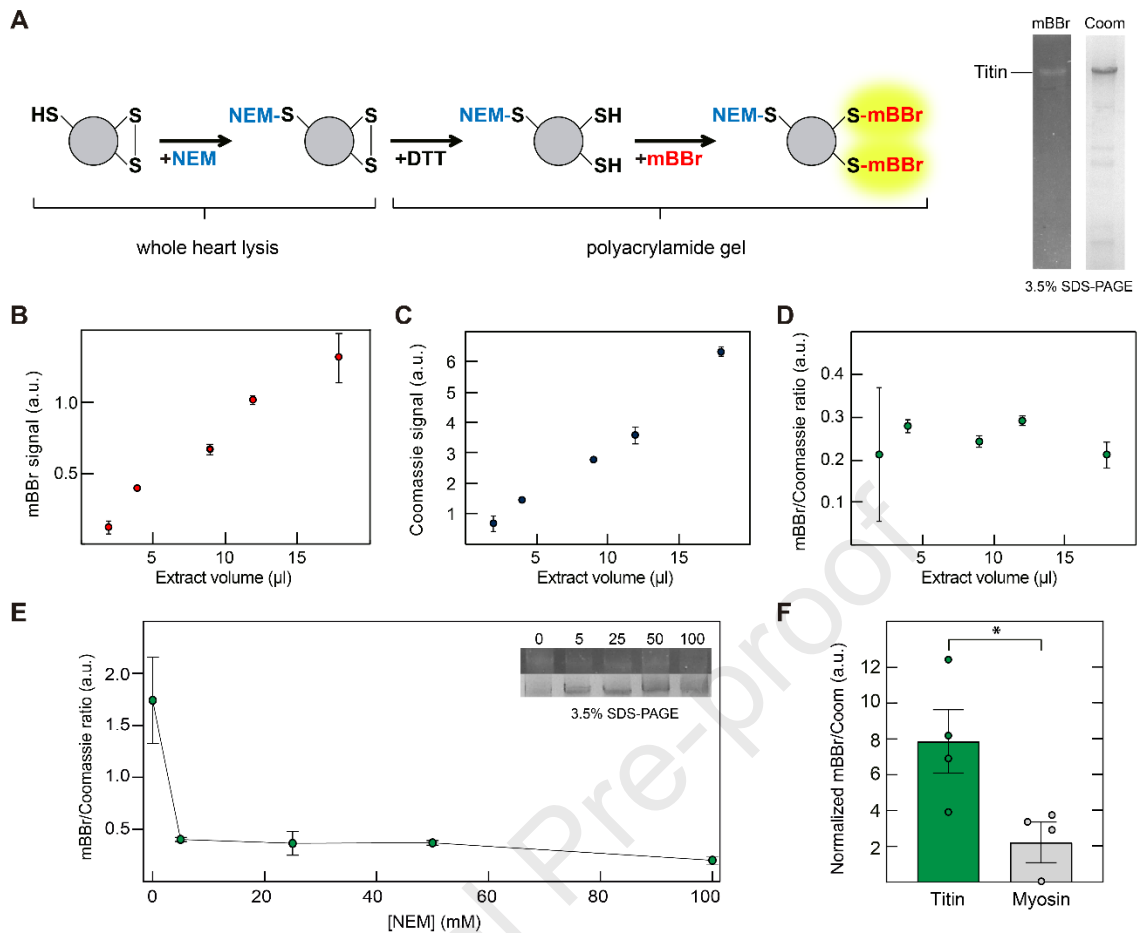 A
mBBr Coom
Titin
HS S S
NEM-S S S
NEM-S SH SH
NEM-S S-mBBr S-mBBr
+NEM +DTT +mBBr
whole heart lysis
polyacrylamide gel
3.5% SDS-PAGE
B
mBBr signal (a.u.)
1.0
0.5
5 10 15
Extract volume (µl)
C
Coomassie signal (a.u.)
6
5
4
3
2
1
5 10 15
Extract volume (µl)
D
mBBr/Coomassie ratio (a.u.)
0.4
0.3
0.2
0.1
5 10 15
Extract volume (µl)
E
mBBr/Coomassie ratio (a.u.)
2.0
1.5
1.0
0.5
0 20 40 60 80 100
[NEM] (mM)
0 5 25 50 100
3.5% SDS-PAGE
F
Normalized mBBr/Coom (a.u.)
*
12
10
8
6
4
2
Titin Myosin
Pre-proof